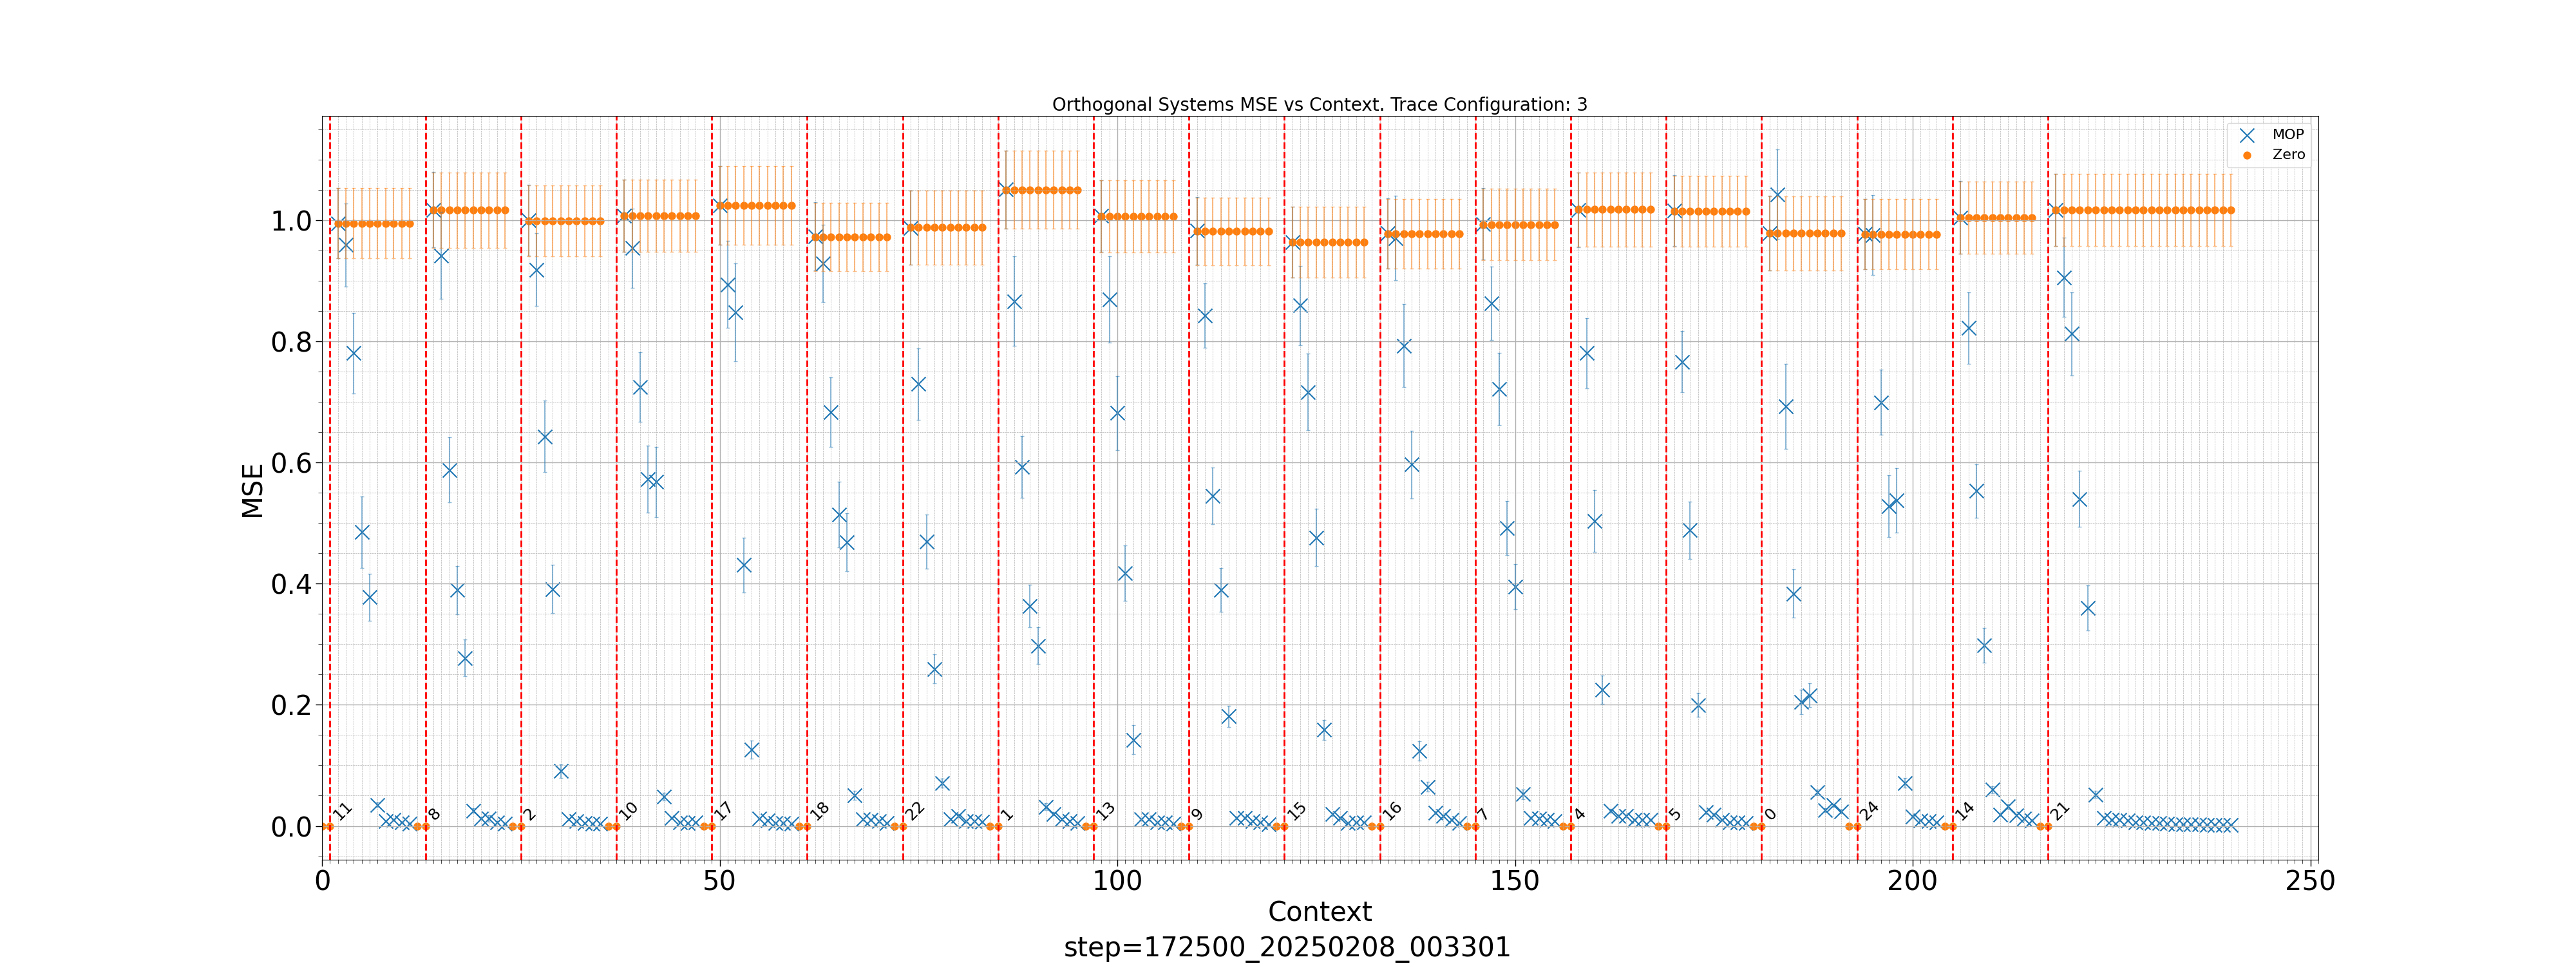 Orthogonal Systems MSE vs Context. Trace Configuration: 3
MOP
Zero
MSE
1.0
0.8
0.6
0.4
0.2
0.0
11 8 2 10 17 18 22 1 13 9 15 16 7 4 5 0 24 14 21
0 50 100 150 200 250
Context
step=172500_20250208_003301